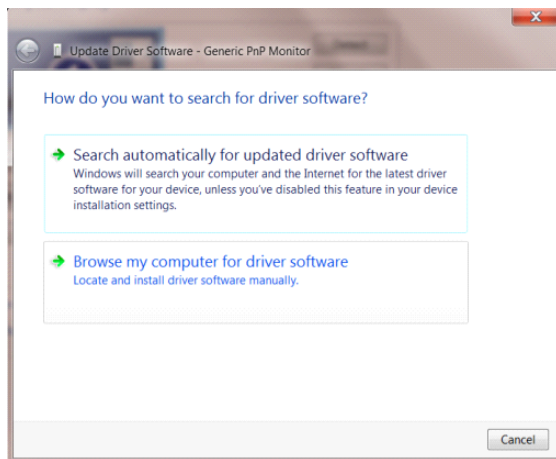 Update Driver Software - Generic PnP Monitor
How do you want to search for driver software?
Search automatically for updated driver software
Windows will search your computer and the Internet for the latest driver
software for your device, unless you've disabled this feature in your device
installation settings.
Browse my computer for driver software
Locate and install driver software manually.
Cancel